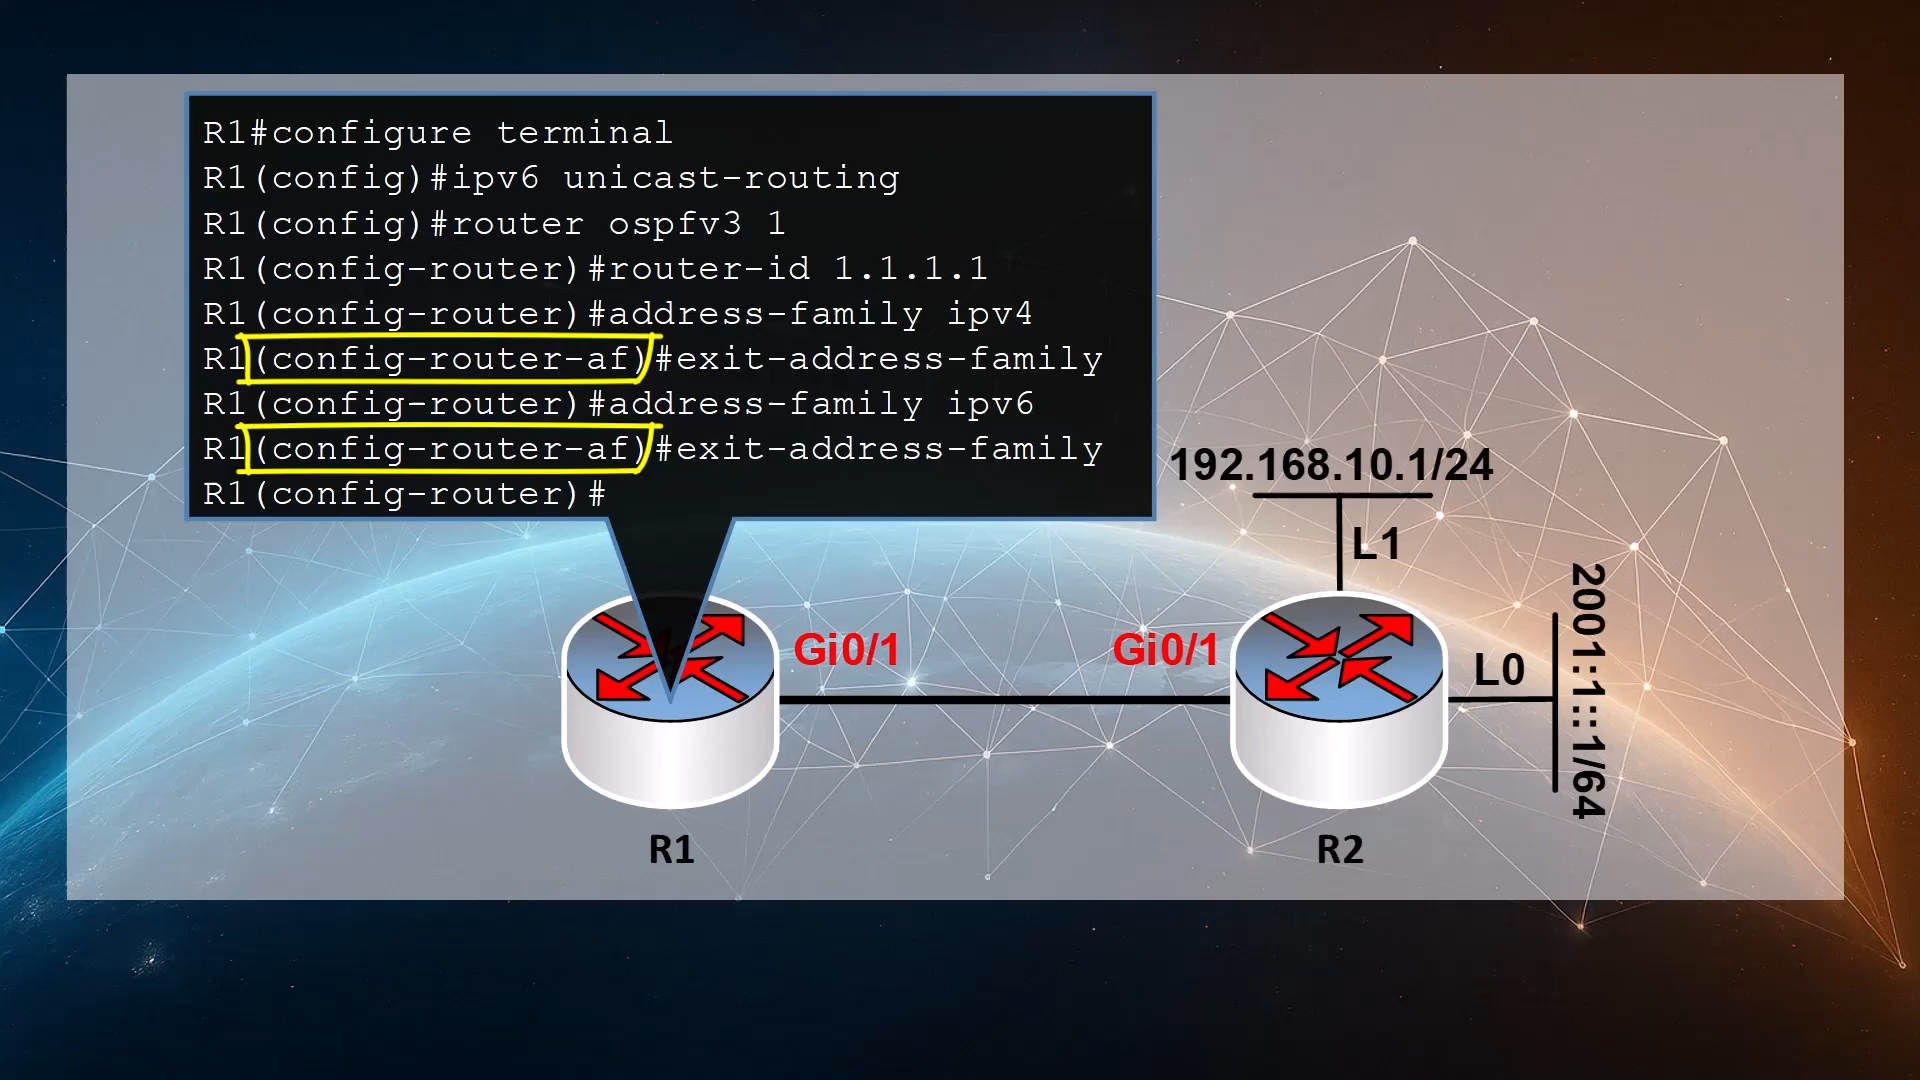 R1#configure terminal
R1(config)#ipv6 unicast-routing
R1(config)#router ospfv3 1
R1(config-router)#router-id 1.1.1.1
R1(config-router)#address-family ipv4
R1(config-router-af)#exit-address-family
R1(config-router)#address-family ipv6
R1(config-router-af)#exit-address-family
R1(config-router)#
192.168.10.1/24
L1
2001:1::1/64
Gi0/1
Gi0/1
L0
R1
R2